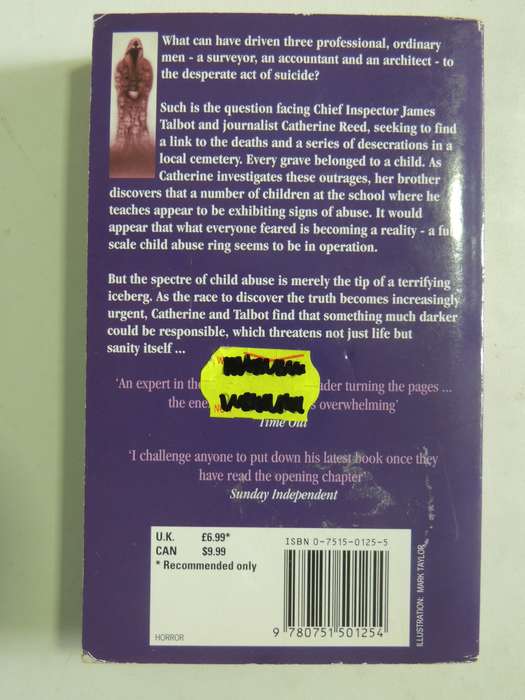 What can have driven three professional, ordinary
men - a surveyor, an accountant and an architect - to
the desperate act of suicide?
Such is the question facing Chief Inspector James
Talbot and journalist Catherine Reed, seeking to find
a link to the deaths and a series of desecrations in a
local cemetery. Every grave belonged to a child. As
Catherine investigates these outrages, her brother
discovers that a number of children at the school where he
teaches appear to be exhibiting signs of abuse. It would
appear that what everyone feared is becoming a reality - a fu
scale child abuse ring seems to be in operation.
But the spectre of child abuse is merely the tip of a terrifying
iceberg. As the race to discover the truth becomes increasingly
urgent, Catherine and Talbot find that something much darker
could be responsible, which threatens not just life but
sanity itself ...
'An expert in the turning the pages ...
the overwhelming'
Time Out
'I challenge anyone to put down his latest book once they
have read the opening chapter'
Sunday Independent
U.K. £6.99*
CAN $9.99
* Recommended only
HORROR
ISBN 0-7515-0125-5
9 780751 501254
ILLUSTRATION: MARK TAYLOR